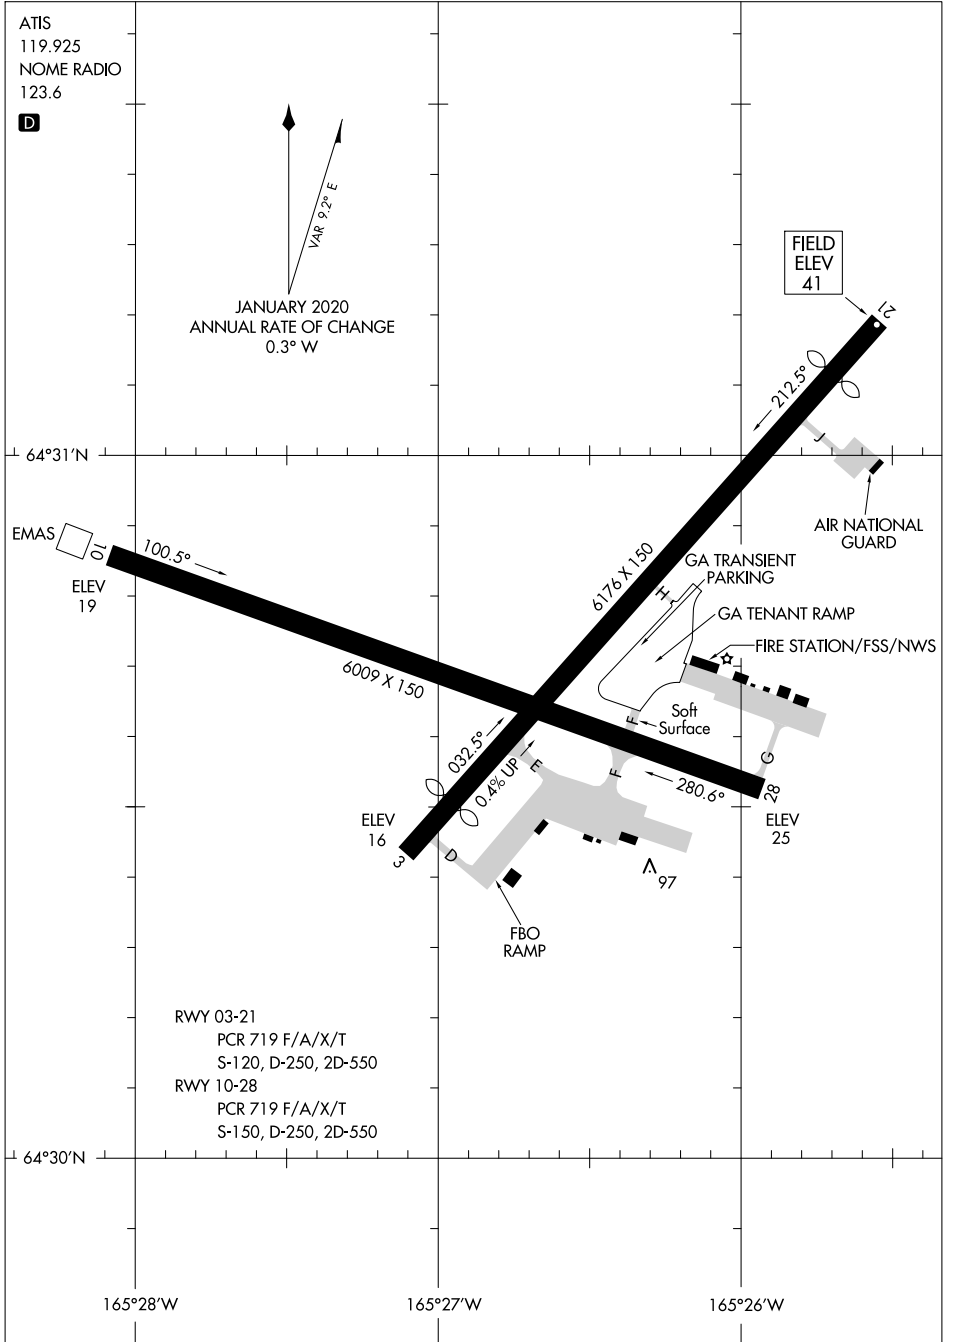 ATIS
119.925
NOME RADIO
123.6
D
VAR 9.2° E
JANUARY 2020
ANNUAL RATE OF CHANGE
0.3° W
FIELD
ELEV
41
21
212.5°
64°31'N
J
AIR NATIONAL
GUARD
EMAS
10
100.5°
ELEV
19
6176 X 150
GA TRANSIENT
PARKING
H
GA TENANT RAMP
FIRE STATION/FSS/NWS
6009 X 150
Soft
Surface
F
032.5°
0.4% UP
E
F
G
280.6°
28
ELEV
25
ELEV
16
3
D
97
FBO
RAMP
RWY 03-21
PCR 719 F/A/X/T
S-120, D-250, 2D-550
RWY 10-28
PCR 719 F/A/X/T
S-150, D-250, 2D-550
64°30'N
165°28'W
165°27'W
165°26'W